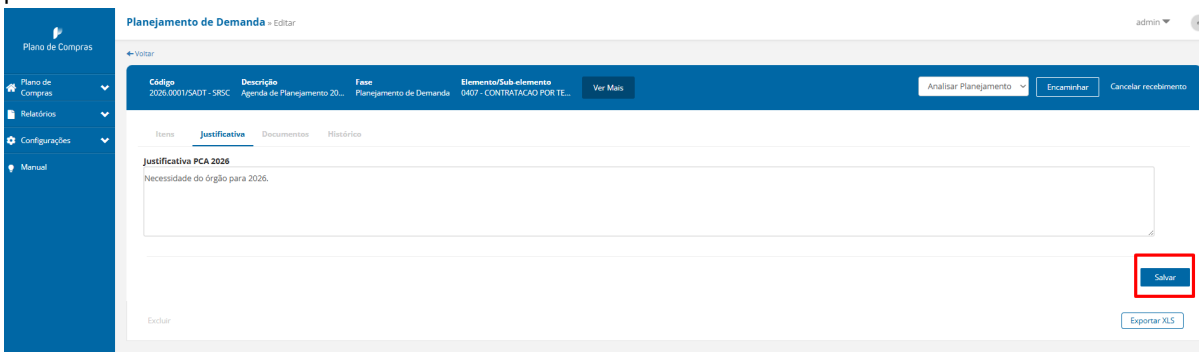 Plano de Compras
Plano de
Compras
Relatórios
Configurações
Manual
Planejamento de Demanda » Editar
admin
Voltar
Código
2026.0001/SADT - SRSC
Descrição
Agenda de Planejamento 20...
Fase
Planejamento de Demanda
Elemento/Sub-elemento
0407 - CONTRATACAO POR TE...
Ver Mais
Analisar Planejamento
Encaminhar
Cancelar recebimento
Itens Justificativa Documentos Histórico
Justificativa PCA 2026
Necessidade do órgão para 2026.
Salvar
Excluir
Exportar XLS